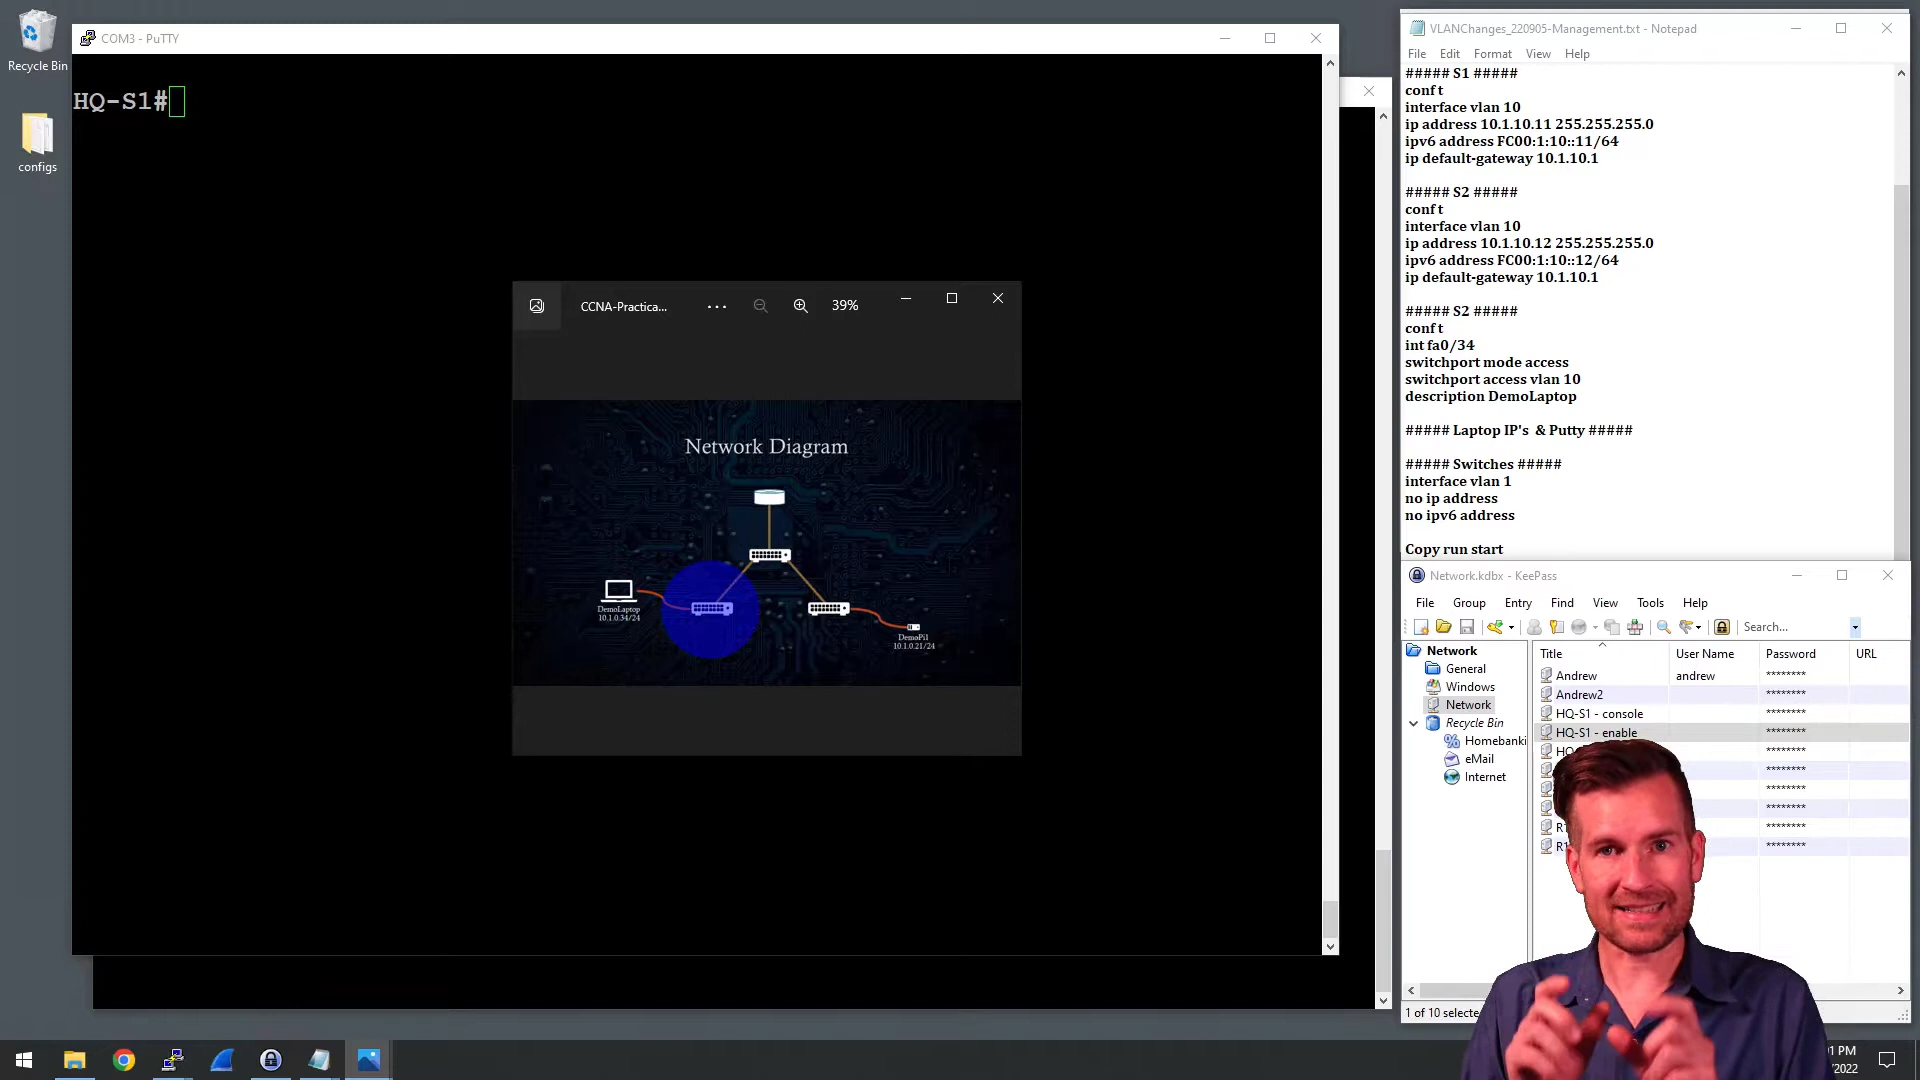 Recycle Bin
configs
COM3 - PuTTY
HQ-S1#
CCNA-Practica...
39%
Network Diagram
DemoLaptop
10.1.0.34/24
DemoPi1
10.1.0.21/24
VLANChanges_220905-Management.txt - Notepad
File Edit Format View Help
##### S1 #####
conf t
interface vlan 10
ip address 10.1.10.11 255.255.255.0
ipv6 address FC00:1:10::11/64
ip default-gateway 10.1.10.1
##### S2 #####
conf t
interface vlan 10
ip address 10.1.10.12 255.255.255.0
ipv6 address FC00:1:10::12/64
ip default-gateway 10.1.10.1
##### S2 #####
conf t
int fa0/34
switchport mode access
switchport access vlan 10
description DemoLaptop
##### Laptop IP's & Putty #####
##### Switches #####
interface vlan 1
no ip address
no ipv6 address
Copy run start
Network.kdbx - KeePass
File Group Entry Find View Tools Help
Search...
Network
General
Windows
Network
Recycle Bin
Homebanki
eMail
Internet
Title User Name Password URL
Andrew andrew ********
Andrew2 ********
HQ-S1 - console ********
HQ-S1 - enable ********
********
********
********
********
********
********
1 of 10 selecte